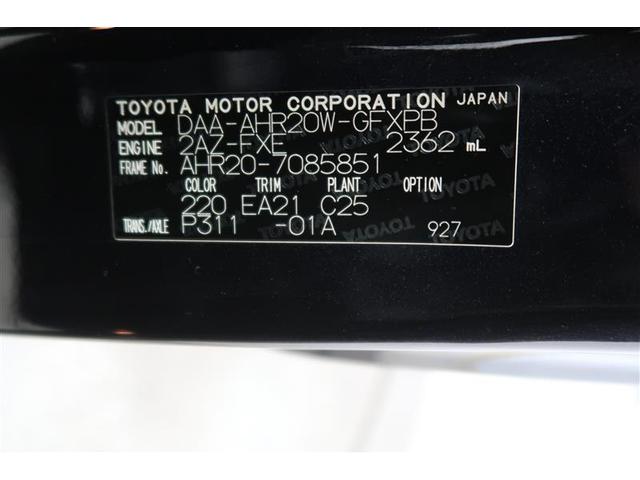 TOYOTA MOTOR CORPORATION JAPAN
MODEL DAA-AHR20W-GFXPB
ENGINE 2AZ-FXE 2362 mL
FRAME No. AHR20-7085851
COLOR TRIM PLANT OPTION
220 EA21 C25
TRANS./AXLE P311 -01A 927